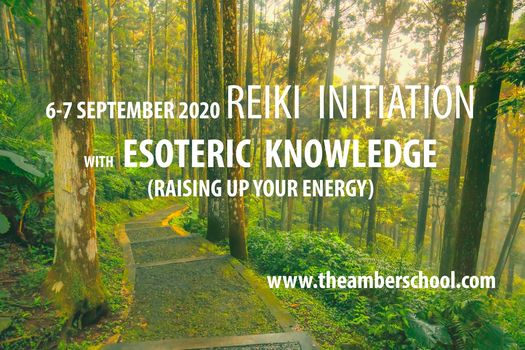 6-7 SEPTEMBER 2020 REIKI INITIATION
WITH ESOTERIC KNOWLEDGE
(RAISING UP YOUR ENERGY)
www.theamberschool.com